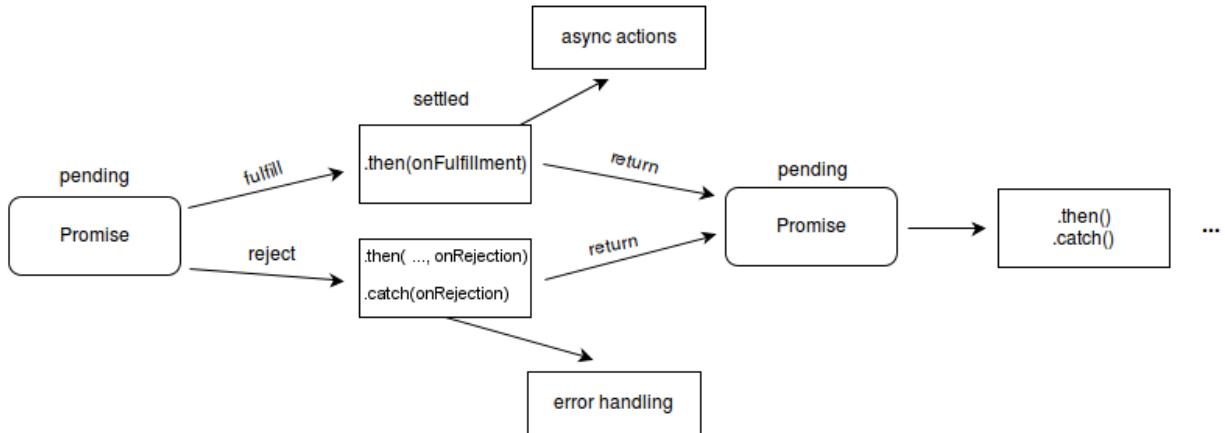 async actions
settled
.then(onFulfillment)
pending
fulfill
return
pending
Promise
reject
.then( ..., onRejection)
.catch(onRejection)
return
Promise
.then()
.catch()
...
error handling